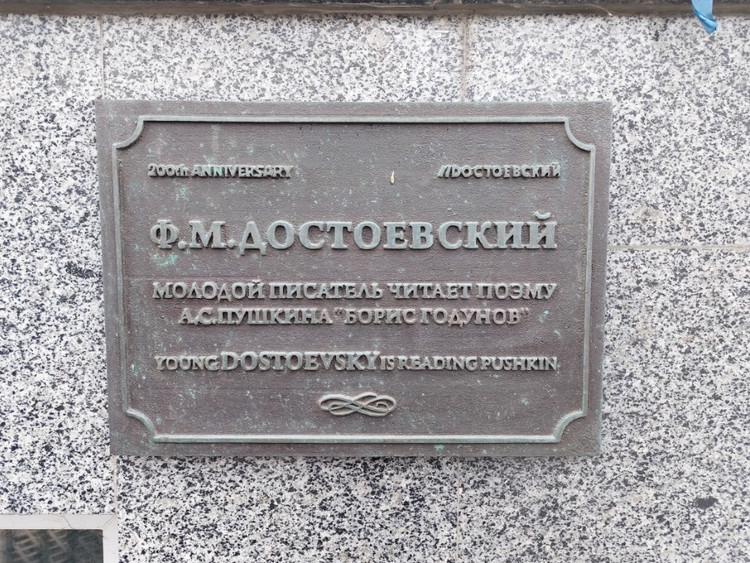 200th ANNIVERSARY //ДОСТОЕВСКИЙ
Ф.М.ДОСТОЕВСКИЙ
МОЛОДОЙ ПИСАТЕЛЬ ЧИТАЕТ ПОЭМУ
А.С.ПУШКИНА "БОРИС ГОДУНОВ"
YOUNG DOSTOEVSKY IS READING PUSHKIN